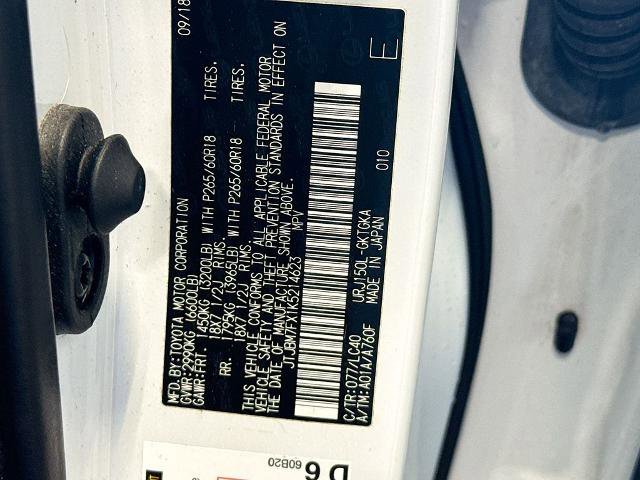 MFD.BY:TOYOTA MOTOR CORPORATION 09/18
GVWR:2990KG (6600LB)
GAWR:FRT. 1450KG (3200LB) WITH P265/60R18 TIRES.
18X7 1/2J RIMS.
RR. 1795KG (3965LB) WITH P265/60R18 TIRES.
18X7 1/2J RIMS.
THIS VEHICLE CONFORMS TO ALL APPLICABLE FEDERAL MOTOR
VEHICLE SAFETY AND THEFT PREVENTION STANDARDS IN EFFECT ON
THE DATE OF MANUFACTURE SHOWN ABOVE.
JTJBM7FX1K5214623 MPV
C/TR:077/LC40 URJ150L-GKTGKA
A/TM:A01A/A760F MADE IN JAPAN 010
E
D 6
60B20